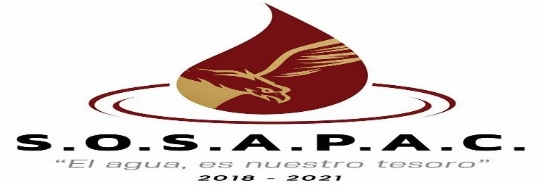 S.O.S.A.P.A.C.
"El agua, es nuestro tesoro"
2018 - 2021